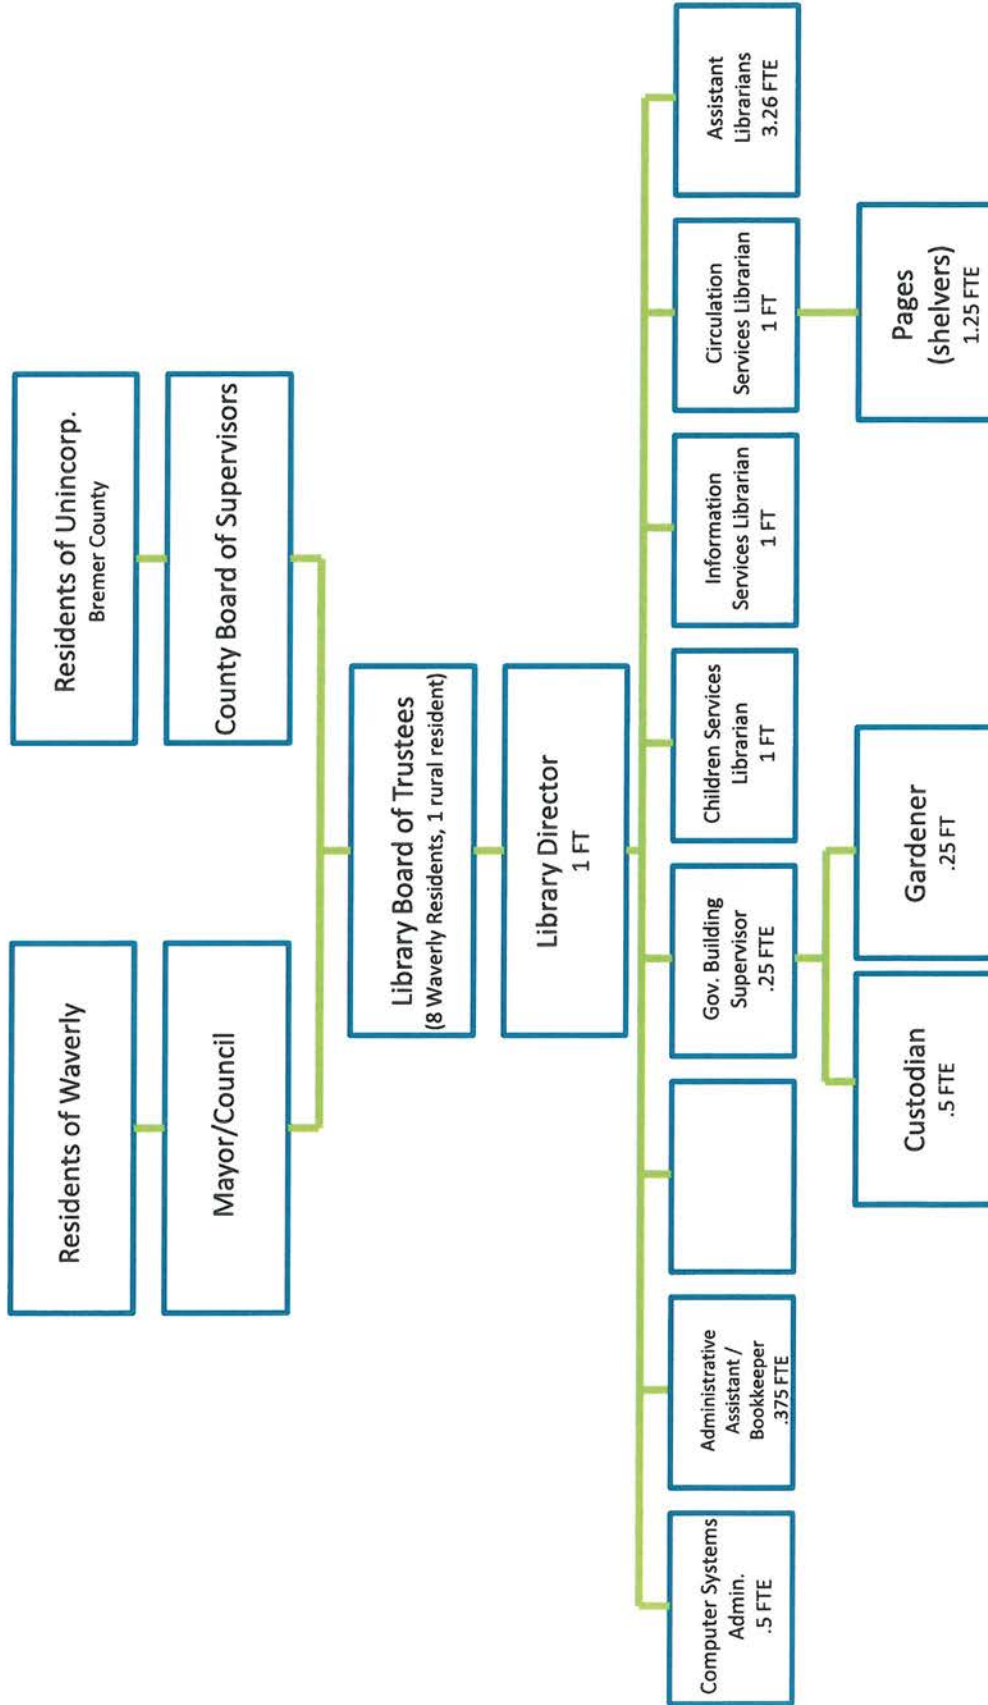 Residents of Waverly
Residents of Unincorp.
Bremer County
Mayor/Council
County Board of Supervisors
Library Board of Trustees
(8 Waverly Residents, 1 rural resident)
Library Director
1 FT
Computer Systems
Admin.
.5 FTE
Administrative
Assistant /
Bookkeeper
.375 FTE
Gov. Building
Supervisor
.25 FTE
Children Services
Librarian
1 FT
Information
Services Librarian
1 FT
Circulation
Services Librarian
1 FT
Assistant
Librarians
3.26 FTE
Custodian
.5 FTE
Gardener
.25 FT
Pages
(shelvers)
1.25 FTE